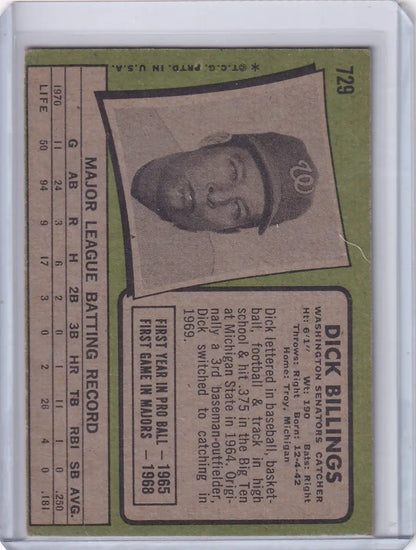 729
DICK BILLINGS
WASHINGTON SENATORS CATCHER
Ht: 6'1" Wt: 190 Bats: Right
Throws: Right Born: 12-4-42
Home: Troy, Michigan
Dick lettered in baseball, basket-
ball, football & track in high
school & hit .375 in the Big Ten
at Michigan State in 1964. Origi-
nally a 3rd baseman-outfielder,
Dick switched to catching in
1969.
FIRST YEAR IN PRO BALL — 1965
FIRST GAME IN MAJORS — 1968
W
*©T.C.G. PRTD. IN U.S.A.
MAJOR LEAGUE BATTING RECORD
G AB R H 2B 3B HR TB RBI SB AVG.
1970 11 24 3 6 2 0 1 11 1 0 .250
LIFE 50 94 9 17 3 0 2 26 4 0 .181